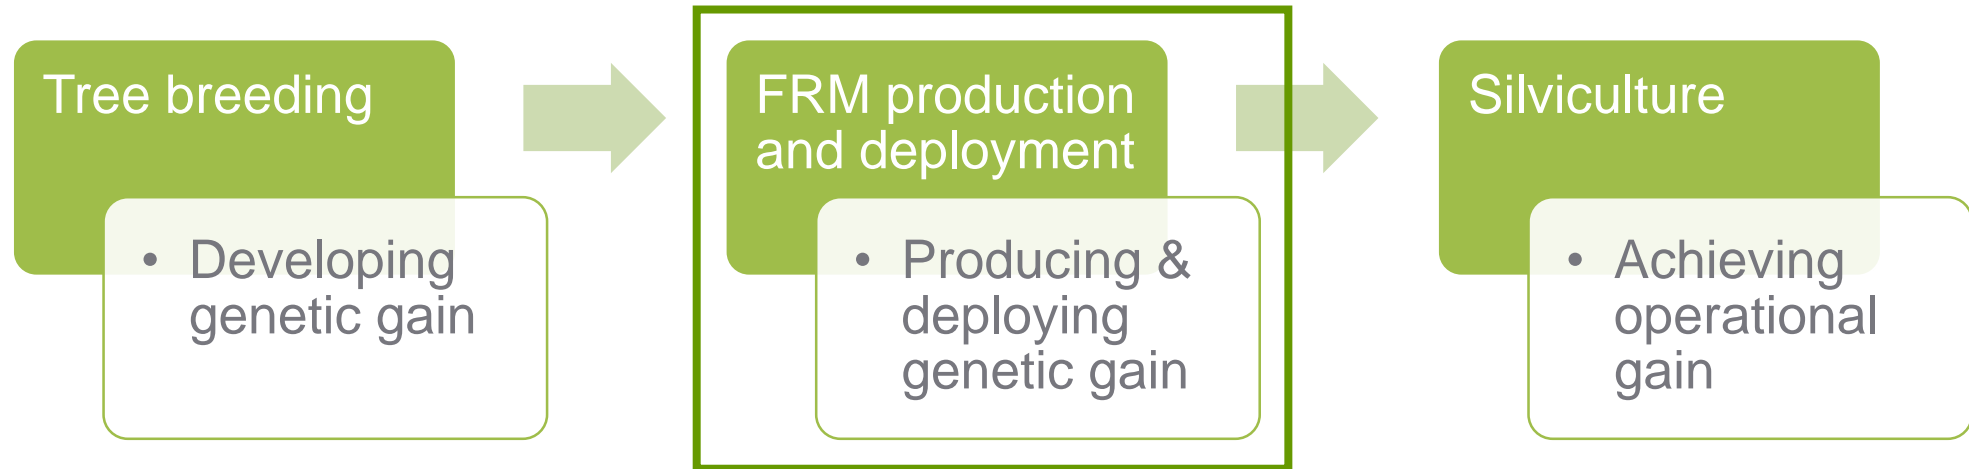 Tree breeding
• Developing
genetic gain
FRM production
and deployment
• Producing &
deploying
genetic gain
Silviculture
• Achieving
operational
gain